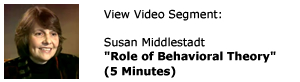 View Video Segment:
Susan Middlestadt
"Role of Behavioral Theory"
(5 Minutes)